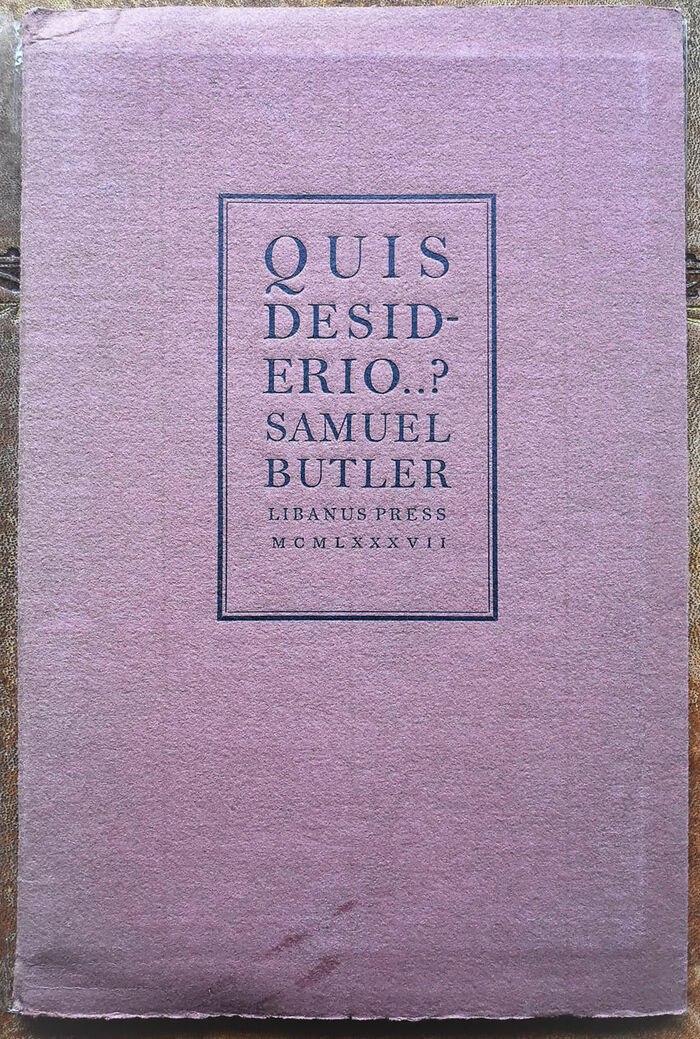 QUIS
DESID-
ERIO..?
SAMUEL
BUTLER
LIBANUS PRESS
MCMLXXXVII